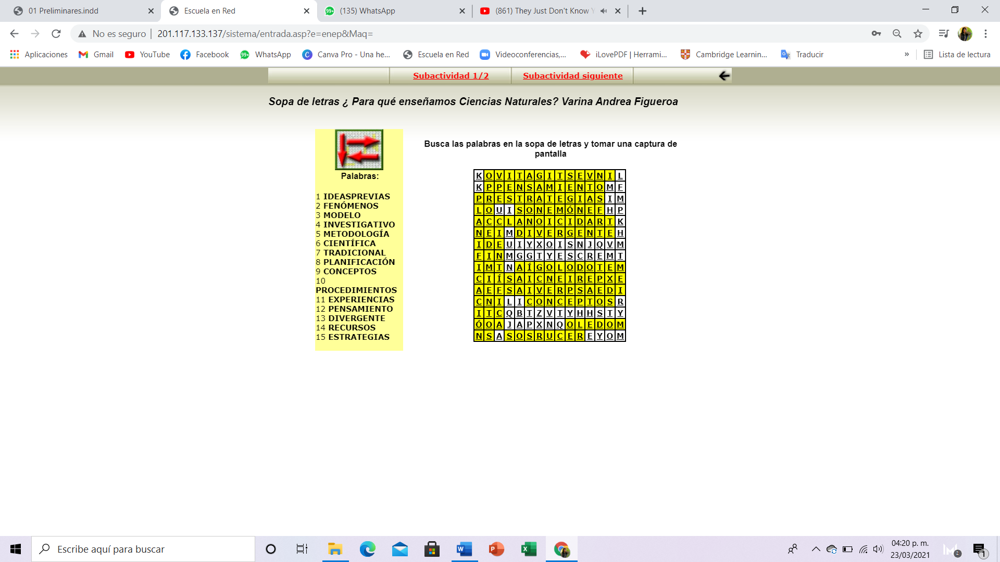 01 Preliminares.indd
Escuela en Red
(135) WhatsApp
(861) They Just Don't Know Y
No es seguro | 201.117.133.137/sistema/entrada.asp?e=enep&Maq=
Aplicaciones Gmail YouTube Facebook 99+ WhatsApp Canva Pro - Una he... Escuela en Red Videoconferencias,... iLovePDF | Herrami... Cambridge Learnin... Traducir » Lista de lectura
Subactividad 1/2 Subactividad siguiente
Sopa de letras ¿ Para qué enseñamos Ciencias Naturales? Varina Andrea Figueroa
Palabras:
1 IDEASPREVIAS
2 FENÓMENOS
3 MODELO
4 INVESTIGATIVO
5 METODOLOGÍA
6 CIENTÍFICA
7 TRADICIONAL
8 PLANIFICACIÓN
9 CONCEPTOS
10
PROCEDIMIENTOS
11 EXPERIENCIAS
12 PENSAMIENTO
13 DIVERGENTE
14 RECURSOS
15 ESTRATEGIAS
Busca las palabras en la sopa de letras y tomar una captura de
pantalla
K O V I T A G I T S E V N I L
K P P E N S A M I E N T O M F
P R E S T R A T E G I A S I M
L O U I S O N E M Ó N E F H P
A C C L A N O I C I D A R T K
N E I M D I V E R G E N T E H
I D E U I Y X O I S N J Q V M
F I N M G G T Y E S C R E M T
I M T N A Í G O L O D O T E M
C I Í S A I C N E I R E P X E
A E F S A I V E R P S A E D I
C N I L I C O N C E P T O S R
I T C Q B T Z V T Y H H S T Y
Ó O A J A P X N Q O L E D O M
N S A S O S R U C E R E Y O M
Escribe aquí para buscar
04:20 p. m.
23/03/2021
2
1